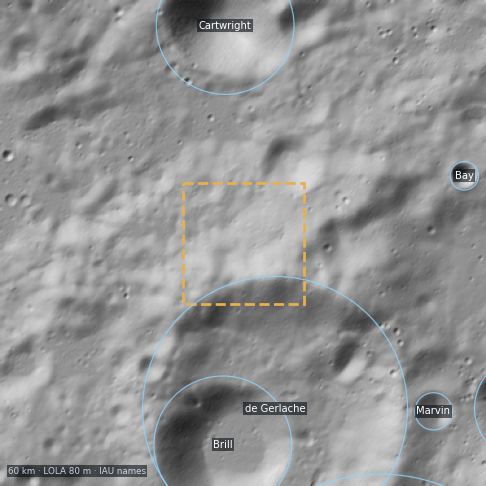 Cartwright
Bay
de Gerlache
Marvin
Brill
60 km · LOLA 80 m · IAU names